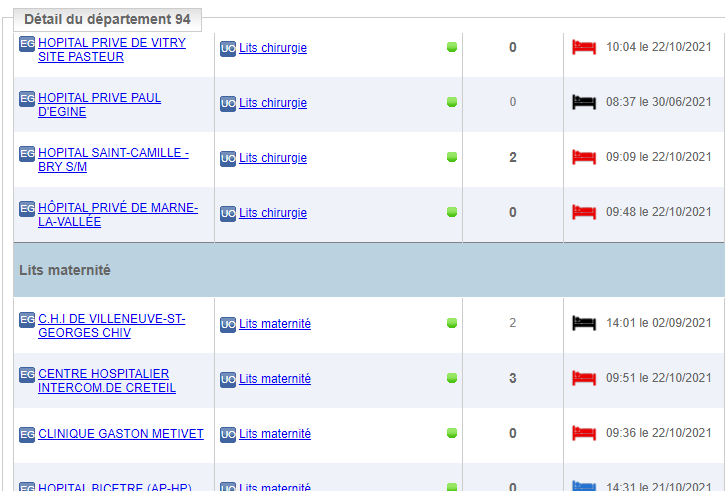 Détail du département 94
EG HOPITAL PRIVE DE VITRY
SITE PASTEUR
UO Lits chirurgie
0
10:04 le 22/10/2021
EG HOPITAL PRIVE PAUL
D'EGINE
UO Lits chirurgie
0
08:37 le 30/06/2021
EG HOPITAL SAINT-CAMILLE -
BRY S/M
UO Lits chirurgie
2
09:09 le 22/10/2021
EG HÔPITAL PRIVÉ DE MARNE-
LA-VALLÉE
UO Lits chirurgie
0
09:48 le 22/10/2021
Lits maternité
EG C.H.I DE VILLENEUVE-ST-
GEORGES CHIV
UO Lits maternité
2
14:01 le 02/09/2021
EG CENTRE HOSPITALIER
INTERCOM.DE CRETEIL
UO Lits maternité
3
09:51 le 22/10/2021
EG CLINIQUE GASTON METIVET
UO Lits maternité
0
09:36 le 22/10/2021
EG HOPITAL BICETRE (AP-HP)
UO Lits maternité
0
14:31 le 21/10/2021